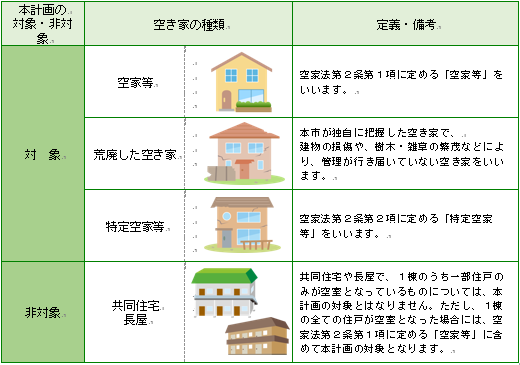 本計画の
対象・非対
象
空き家の種類
定義・備考
対　象
空家等
空家法第２条第１項に定める「空家等」を
いいます。
荒廃した空き家
本市が独自に把握した空き家で、
建物の損傷や、樹木・雑草の繁茂などによ
り、管理が行き届いていない空き家をいい
ます。
特定空家等
空家法第２条第２項に定める「特定空家
等」をいいます。
非対象
共同住宅
長屋
共同住宅や長屋で、１棟のうち一部住戸の
みが空室となっているものについては、本
計画の対象とはなりません。ただし、１棟
の全ての住戸が空室となった場合には、空
家法第２条第１項に定める「空家等」に含
めて本計画の対象となります。